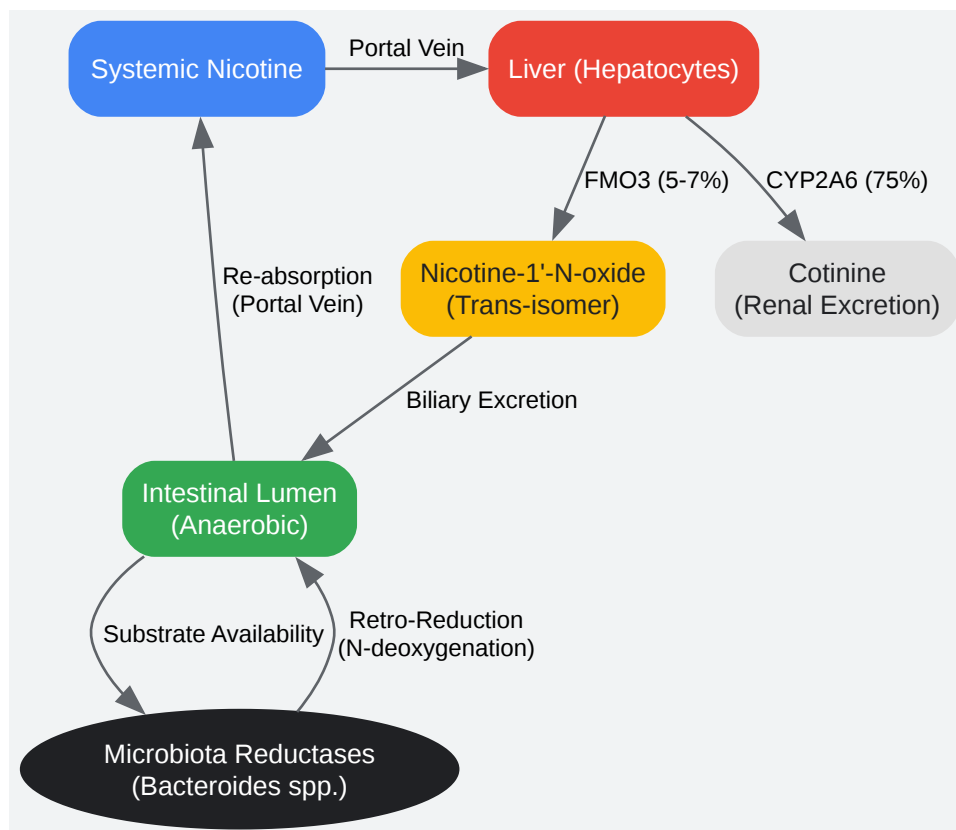 Systemic Nicotine
Portal Vein
Liver (Hepatocytes)
FMO3 (5-7%)
CYP2A6 (75%)
Nicotine-1'-N-oxide
(Trans-isomer)
Cotinine
(Renal Excretion)
Re-absorption
(Portal Vein)
Biliary Excretion
Intestinal Lumen
(Anaerobic)
Substrate Availability
Retro-Reduction
(N-deoxygenation)
Microbiota Reductases
(Bacteroides spp.)